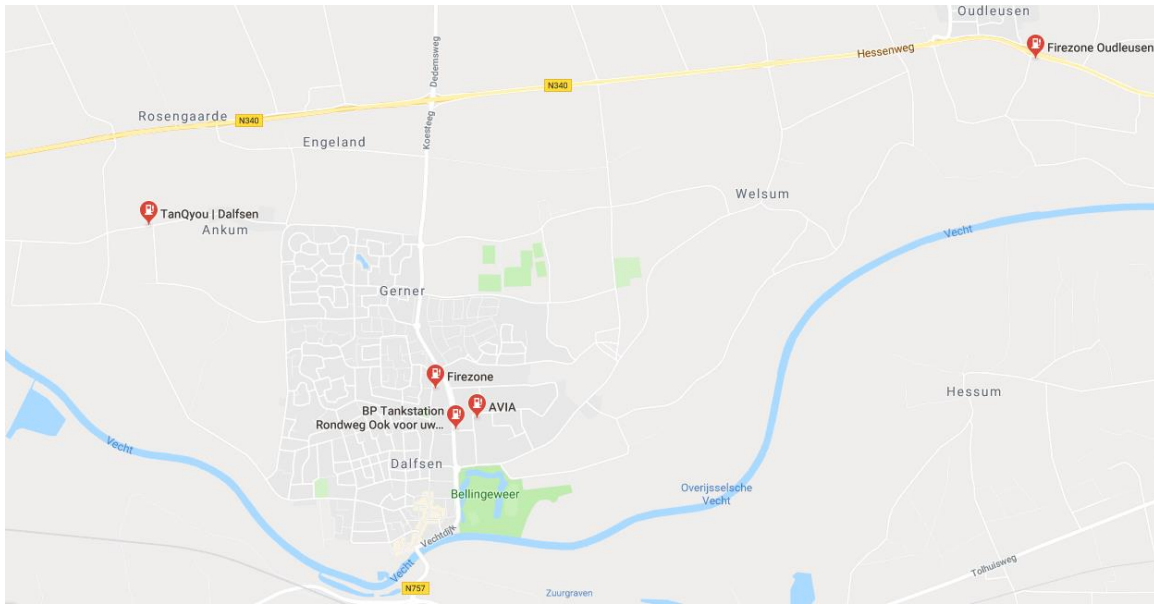 Oudleusen
Firezone Oudleusen
Hessenweg
Dedemsweg
N340
Rosengaarde
N340
Koesteeg
Engeland
Welsum
TanQyou | Dalfsen
Ankum
Vecht
Gerner
Firezone
Hessum
BP Tankstation
Rondweg Ook voor uw...
AVIA
Vecht
Dalfsen
Bellingeweer
Overijsselsche
Vecht
Vechtdijk
Vecht
Tolhuisweg
N757
Zuurgraven